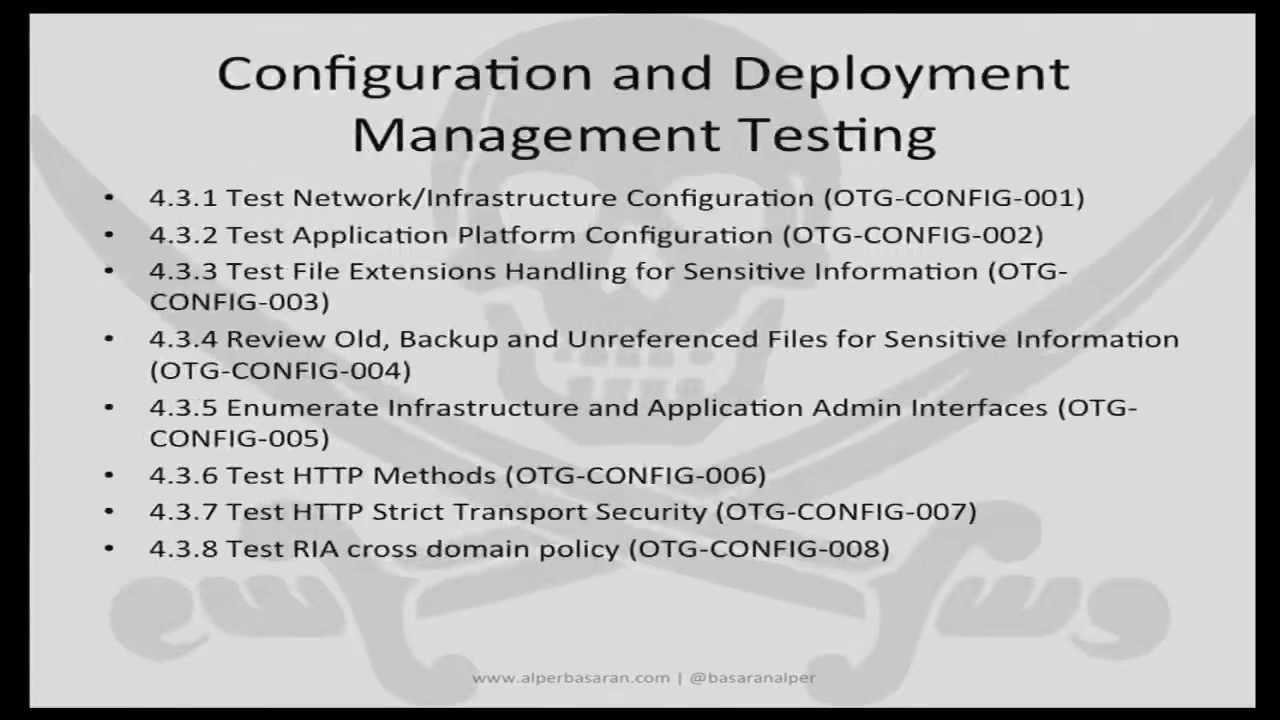 Configuration and Deployment
Management Testing
• 4.3.1 Test Network/Infrastructure Configuration (OTG-CONFIG-001)
• 4.3.2 Test Application Platform Configuration (OTG-CONFIG-002)
• 4.3.3 Test File Extensions Handling for Sensitive Information (OTG-
CONFIG-003)
• 4.3.4 Review Old, Backup and Unreferenced Files for Sensitive Information
(OTG-CONFIG-004)
• 4.3.5 Enumerate Infrastructure and Application Admin Interfaces (OTG-
CONFIG-005)
• 4.3.6 Test HTTP Methods (OTG-CONFIG-006)
• 4.3.7 Test HTTP Strict Transport Security (OTG-CONFIG-007)
• 4.3.8 Test RIA cross domain policy (OTG-CONFIG-008)
www.alperbasaran.com | @basaranalper